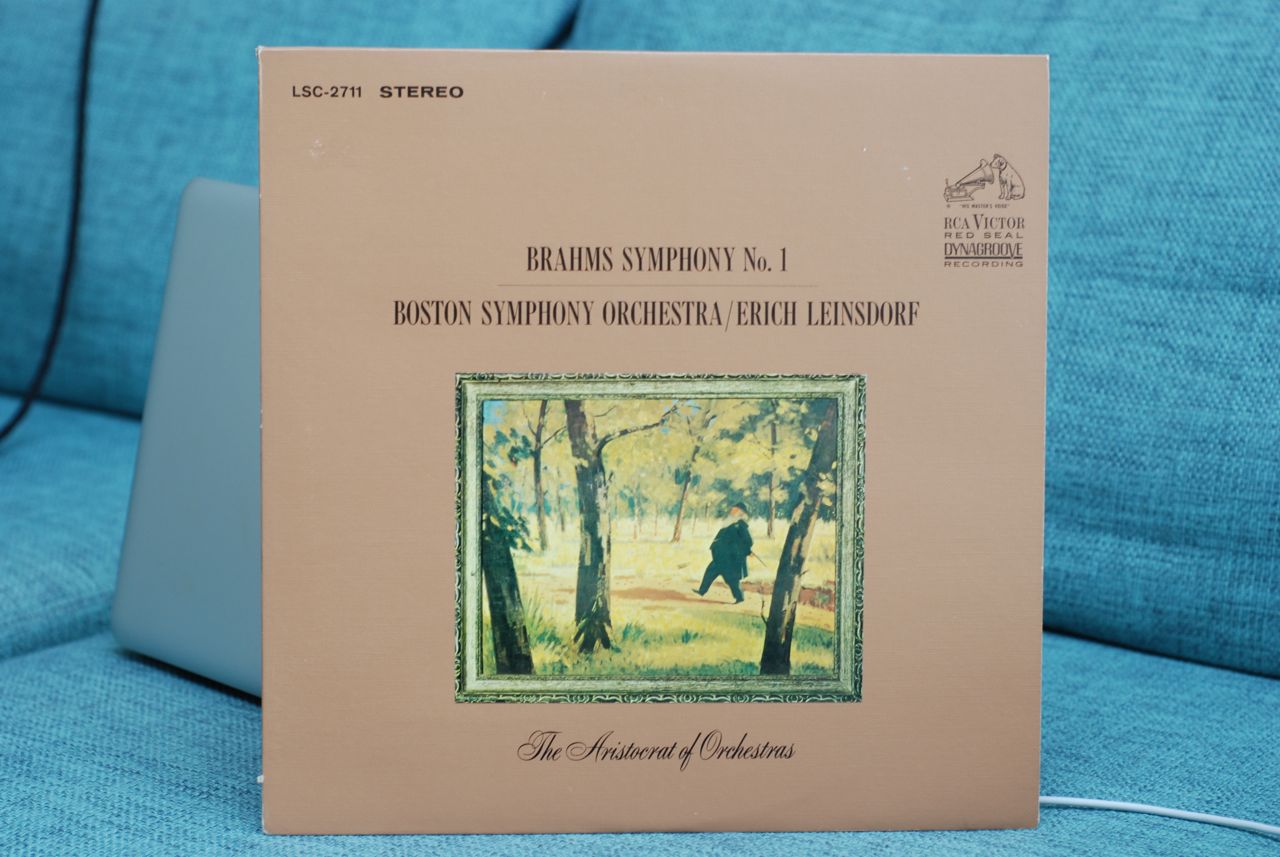 LSC-2711 STEREO
"HIS MASTER'S VOICE"
RCA VICTOR
RED SEAL
DYNAGROOVE
RECORDING
BRAHMS SYMPHONY No. 1
BOSTON SYMPHONY ORCHESTRA/ERICH LEINSDORF
The Aristocrat of Orchestras